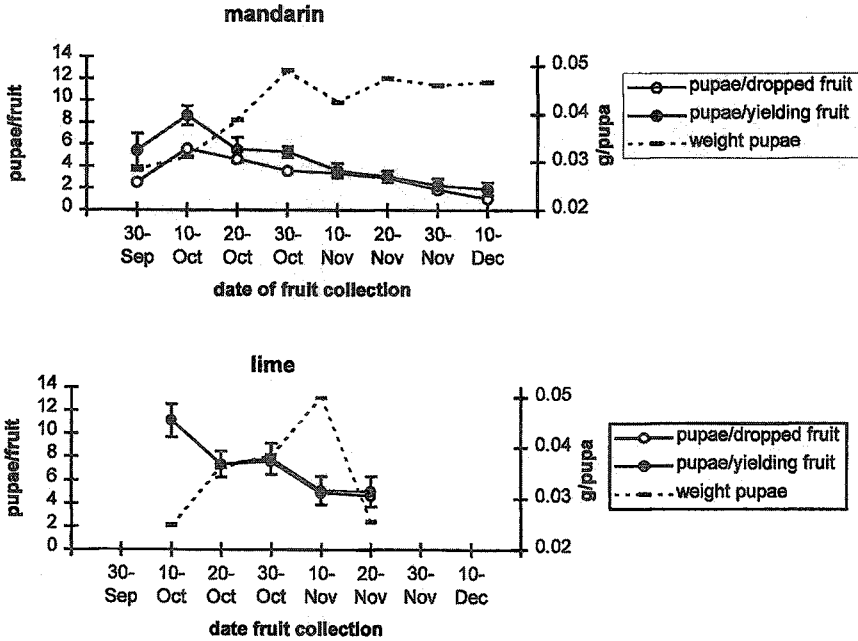 mandarin
14
12
10
8
6
4
2
0
pupae/fruit
0.05
0.04
0.03
0.02
g/pupa
pupae/dropped fruit
pupae/yielding fruit
weight pupae
30-Sep
10-Oct
20-Oct
30-Oct
10-Nov
20-Nov
30-Nov
10-Dec
date of fruit collection
lime
14
12
10
8
6
4
2
0
pupae/fruit
0.05
0.04
0.03
0.02
g/pupa
pupae/dropped fruit
pupae/yielding fruit
weight pupae
30-Sep
10-Oct
20-Oct
30-Oct
10-Nov
20-Nov
30-Nov
10-Dec
date fruit collection